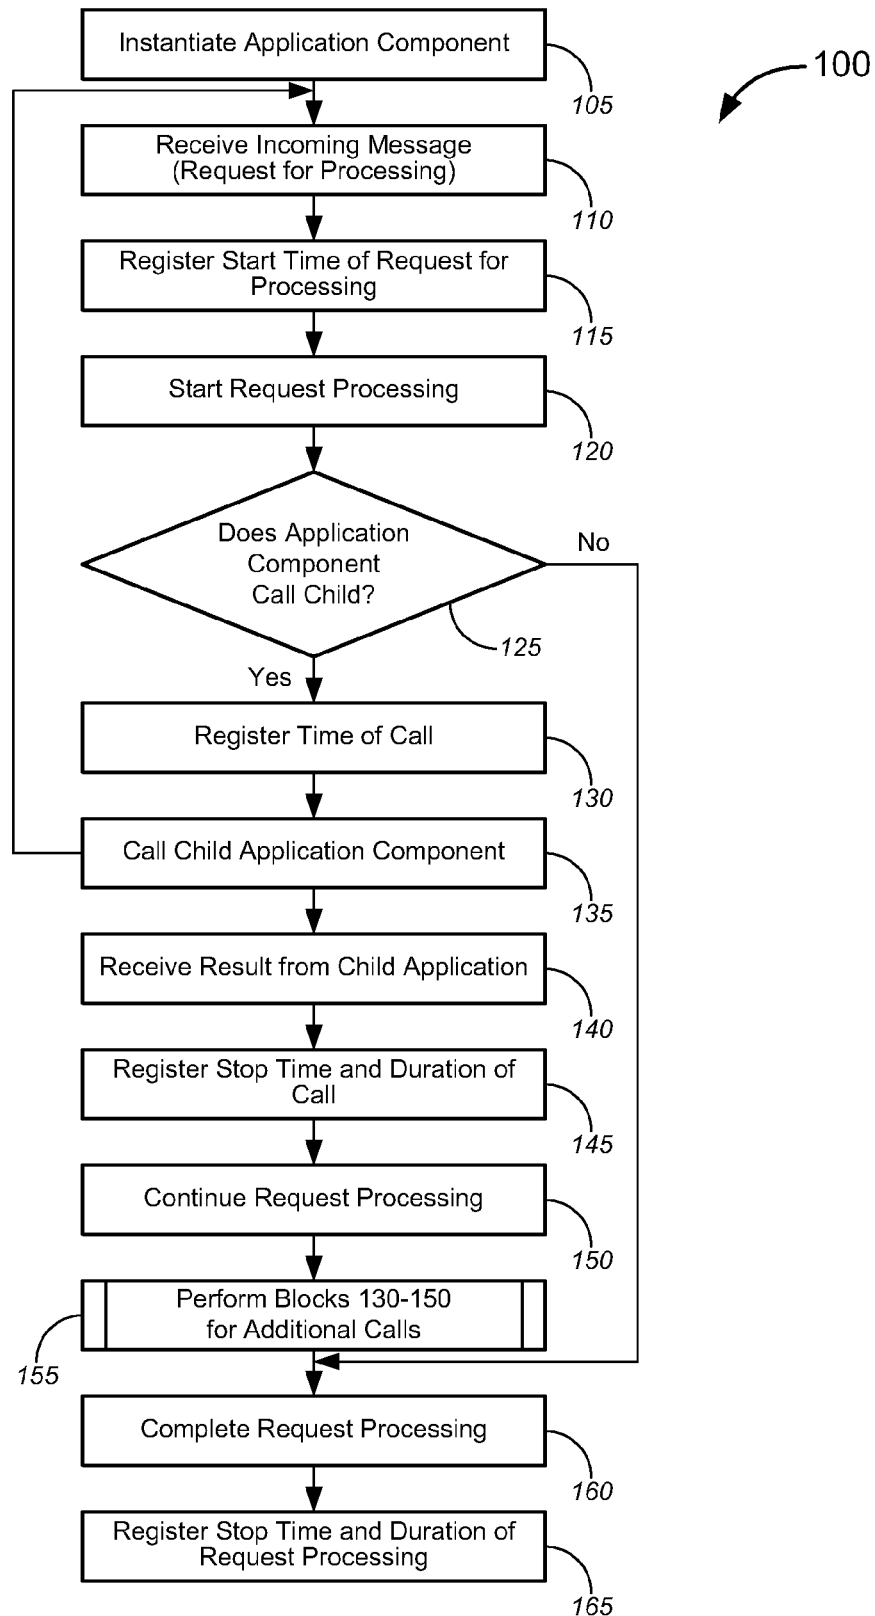 Instantiate Application Component
100
105
Receive Incoming Message
(Request for Processing)
110
Register Start Time of Request for
Processing
115
Start Request Processing
120
Does Application
Component
Call Child?
No
125
Yes
Register Time of Call
130
Call Child Application Component
135
Receive Result from Child Application
140
Register Stop Time and Duration of
Call
145
Continue Request Processing
150
Perform Blocks 130-150
for Additional Calls
155
Complete Request Processing
160
Register Stop Time and Duration of
Request Processing
165